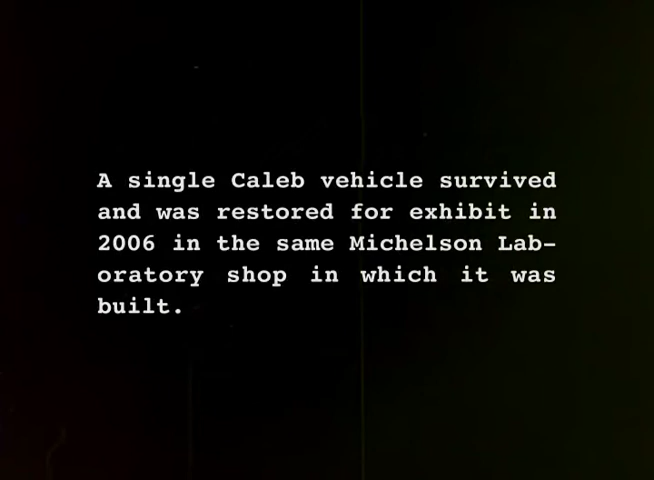 A single Caleb vehicle survived
and was restored for exhibit in
2006 in the same Michelson Lab-
oratory shop in which it was
built.